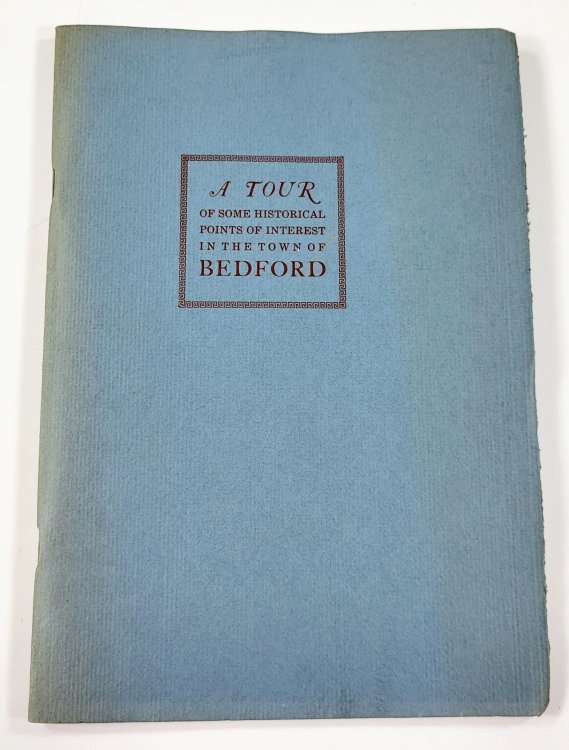 A TOUR
OF SOME HISTORICAL
POINTS OF INTEREST
IN THE TOWN OF
BEDFORD